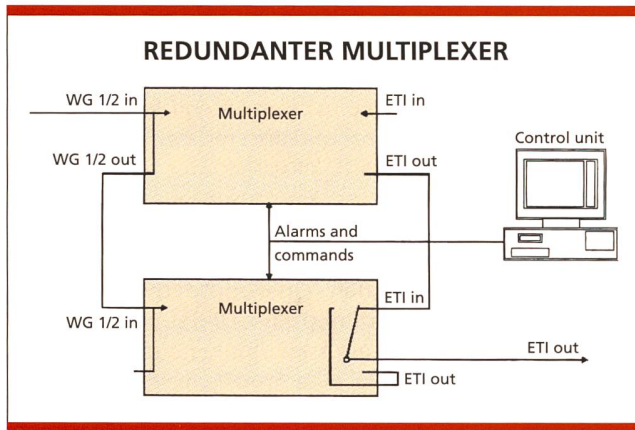 REDUNDANTER MULTIPLEXER
WG 1/2 in
Multiplexer
ETI in
WG 1/2 out
ETI out
Control unit
Alarms and
commands
WG 1/2 in
Multiplexer
ETI in
ETI out
ETI out